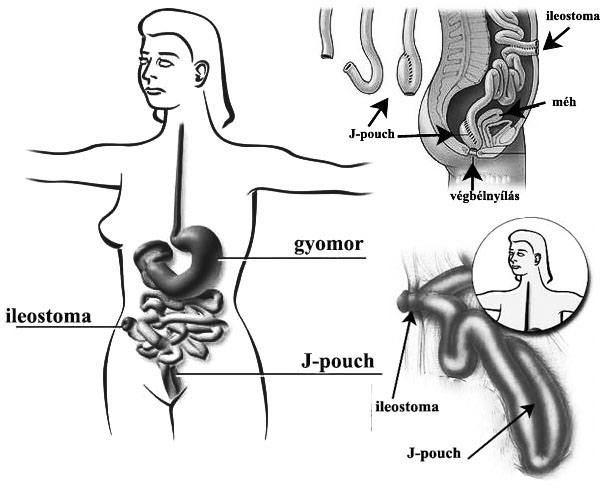 ileostoma
méh
J-pouch
végbélnyílás
gyomor
ileostoma
J-pouch
ileostoma
J-pouch